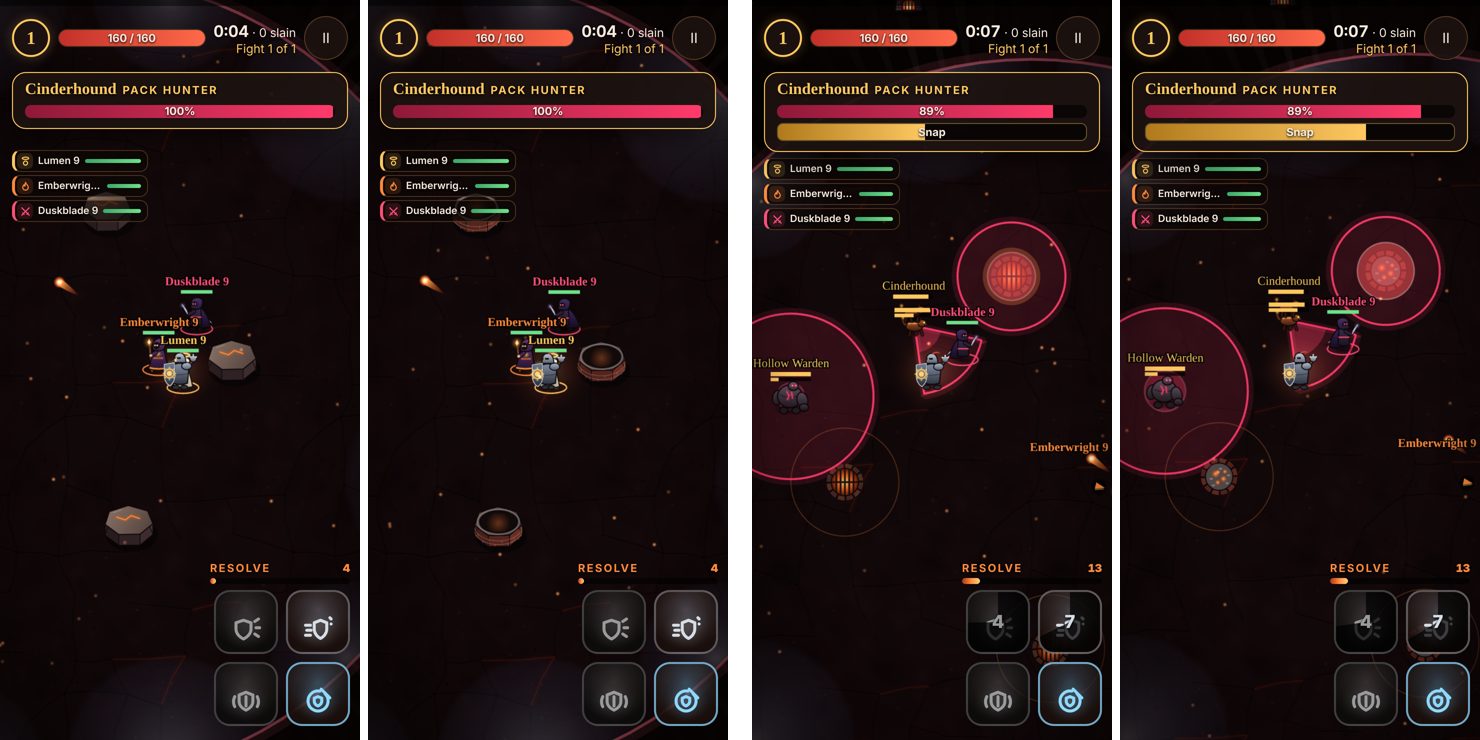 1
160 / 160
0:04 · 0 slain
Fight 1 of 1
Cinderhound PACK HUNTER
100%
Lumen 9
Emberwrig...
Duskblade 9
Duskblade 9
Emberwright 9
Lumen 9
RESOLVE 4
1
160 / 160
0:04 · 0 slain
Fight 1 of 1
Cinderhound PACK HUNTER
100%
Lumen 9
Emberwrig...
Duskblade 9
Duskblade 9
Emberwright 9
Lumen 9
RESOLVE 4
1
160 / 160
0:07 · 0 slain
Fight 1 of 1
Cinderhound PACK HUNTER
89%
Snap
Lumen 9
Emberwrig...
Duskblade 9
Cinderhound
Duskblade 9
Hollow Warden
Emberwright 9
RESOLVE 13
4
7
1
160 / 160
0:07 · 0 slain
Fight 1 of 1
Cinderhound PACK HUNTER
89%
Snap
Lumen 9
Emberwrig...
Duskblade 9
Cinderhound
Duskblade 9
Hollow Warden
Emberwright 9
RESOLVE 13
4
7